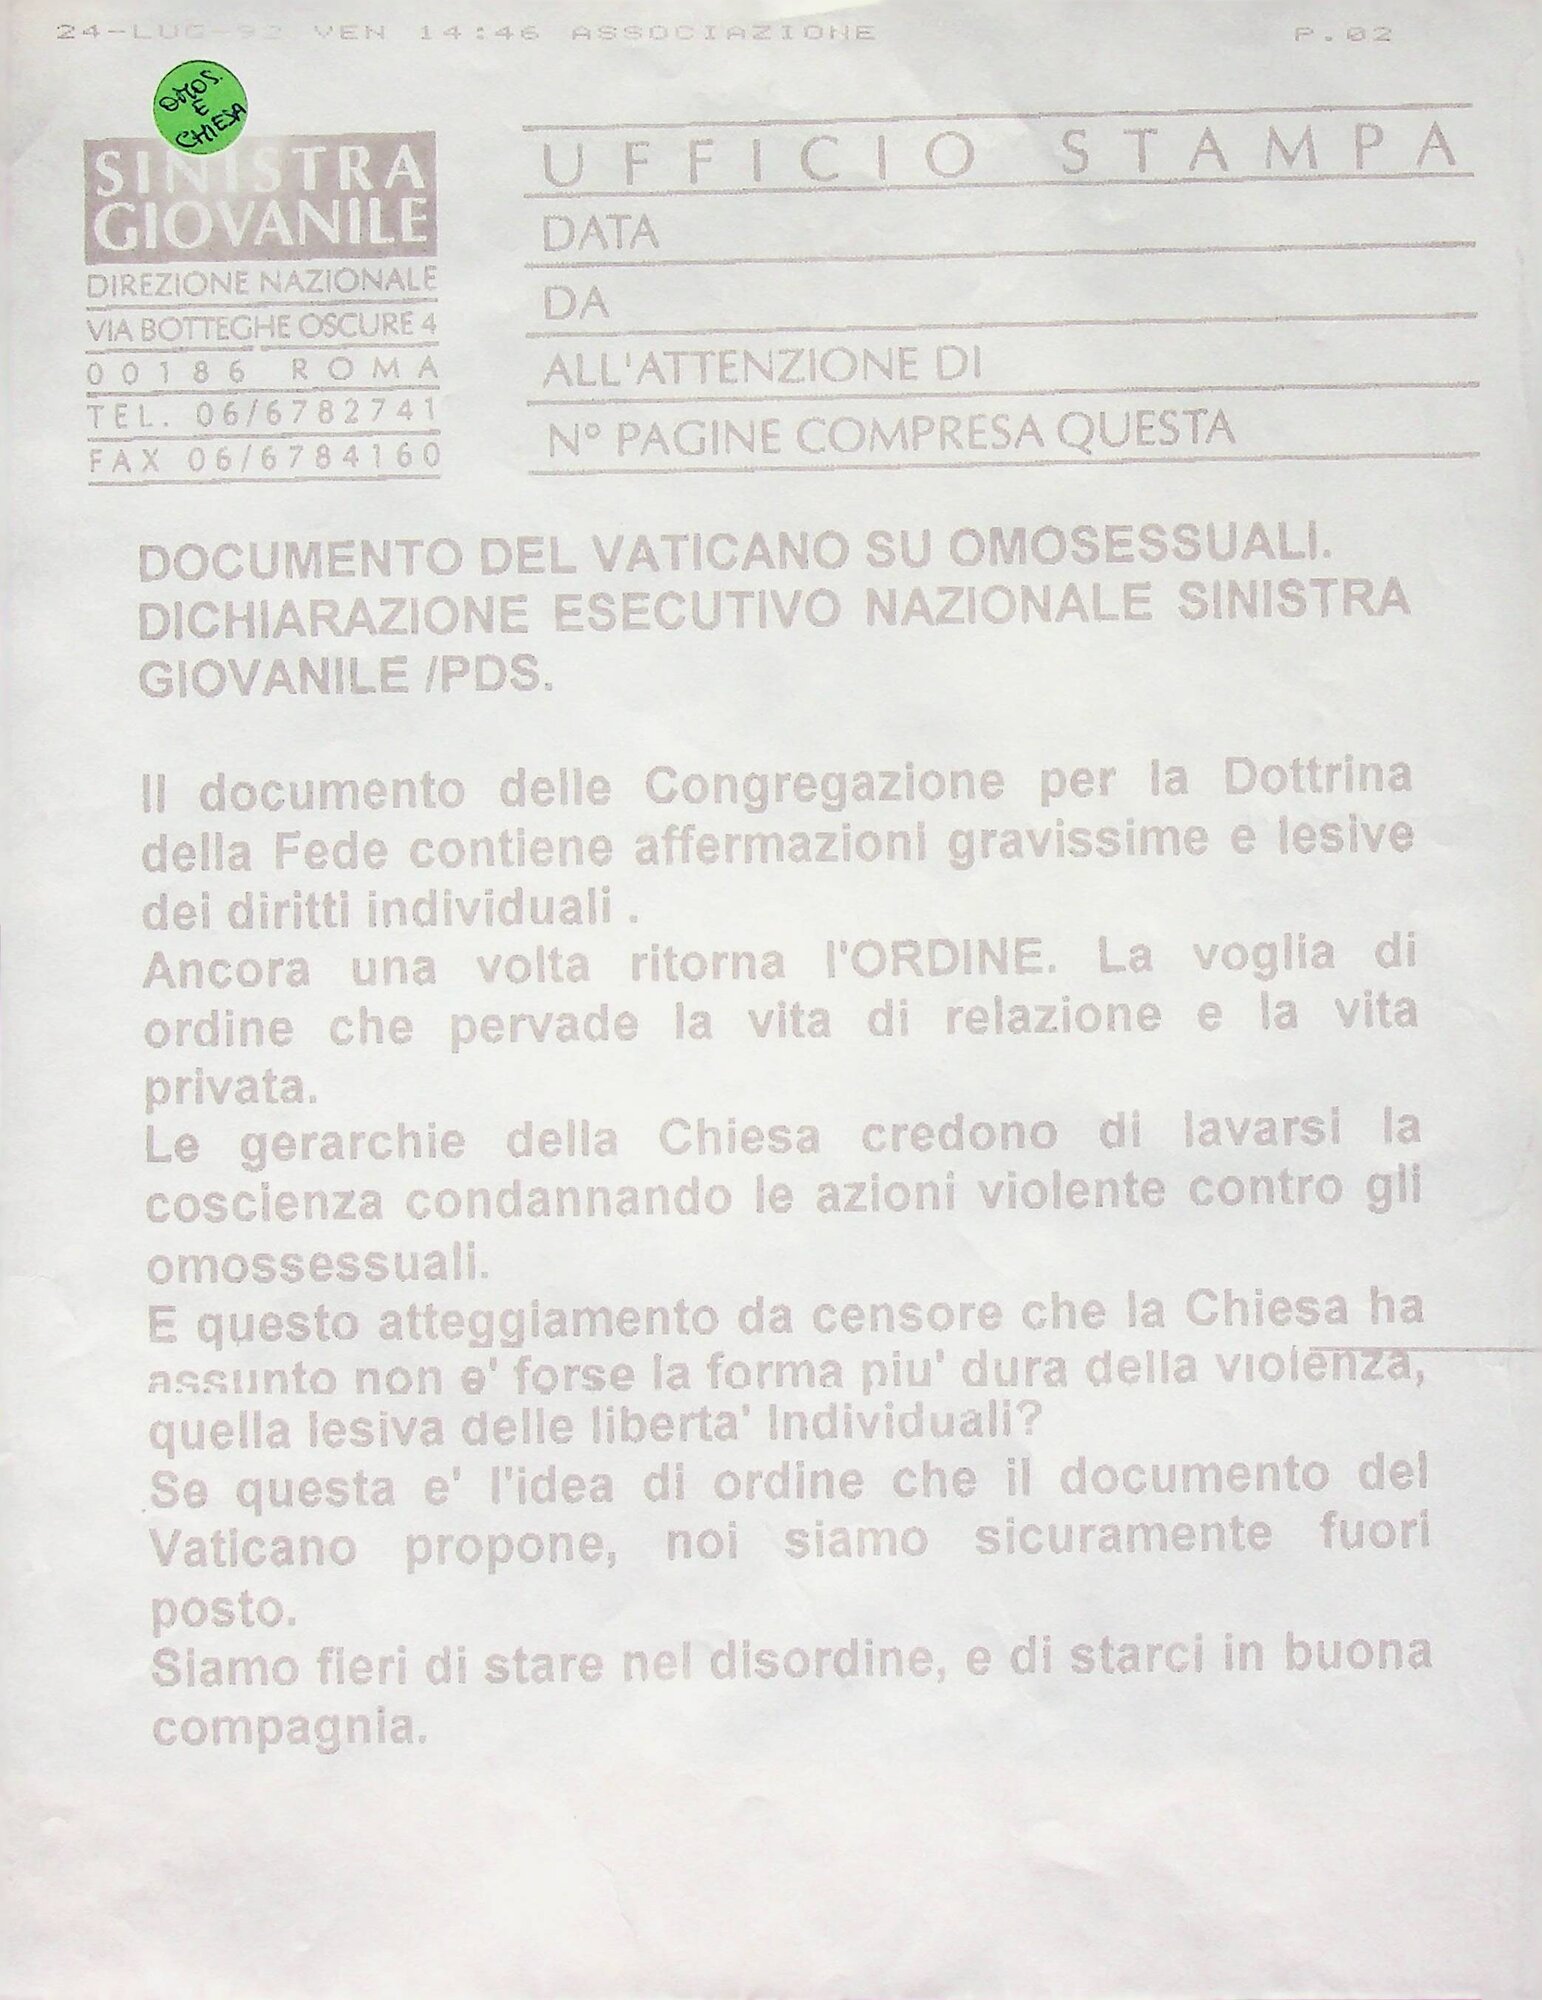 24-LUG-92 VEN 14:46 ASSOCIAZIONE P.02
OMOS.
E
CHIESA
SINISTRA
GIOVANILE
DIREZIONE NAZIONALE
VIA BOTTEGHE OSCURE 4
00186 ROMA
TEL. 06/6782741
FAX 06/6784160
UFFICIO STAMPA
DATA
DA
ALL'ATTENZIONE DI
N° PAGINE COMPRESA QUESTA
DOCUMENTO DEL VATICANO SU OMOSESSUALI.
DICHIARAZIONE ESECUTIVO NAZIONALE SINISTRA
GIOVANILE /PDS.
Il documento delle Congregazione per la Dottrina
della Fede contiene affermazioni gravissime e lesive
dei diritti individuali .
Ancora una volta ritorna l'ORDINE. La voglia di
ordine che pervade la vita di relazione e la vita
privata.
Le gerarchie della Chiesa credono di lavarsi la
coscienza condannando le azioni violente contro gli
omossessuali.
E questo atteggiamento da censore che la Chiesa ha
assunto non e' forse la forma piu' dura della violenza,
quella lesiva delle liberta' Individuali?
Se questa e' l'idea di ordine che il documento del
Vaticano propone, noi siamo sicuramente fuori
posto.
Siamo fieri di stare nel disordine, e di starci in buona
compagnia.